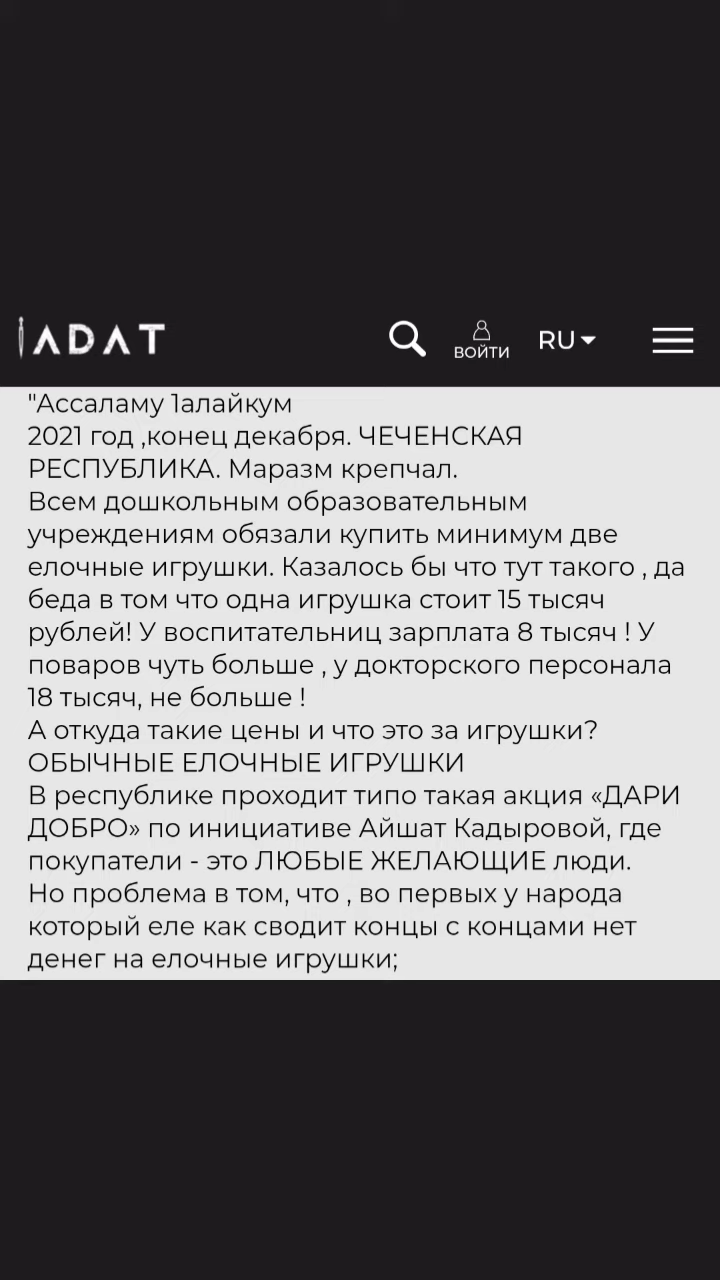 1ADAT
ВОЙТИ
RU
"Ассаламу 1алайкум
2021 год ,конец декабря. ЧЕЧЕНСКАЯ
РЕСПУБЛИКА. Маразм крепчал.
Всем дошкольным образовательным
учреждениям обязали купить минимум две
елочные игрушки. Казалось бы что тут такого , да
беда в том что одна игрушка стоит 15 тысяч
рублей! У воспитательниц зарплата 8 тысяч ! У
поваров чуть больше , у докторского персонала
18 тысяч, не больше !
А откуда такие цены и что это за игрушки?
ОБЫЧНЫЕ ЕЛОЧНЫЕ ИГРУШКИ
В республике проходит типо такая акция «ДАРИ
ДОБРО» по инициативе Айшат Кадыровой, где
покупатели - это ЛЮБЫЕ ЖЕЛАЮЩИЕ люди.
Но проблема в том, что , во первых у народа
который еле как сводит концы с концами нет
денег на елочные игрушки;